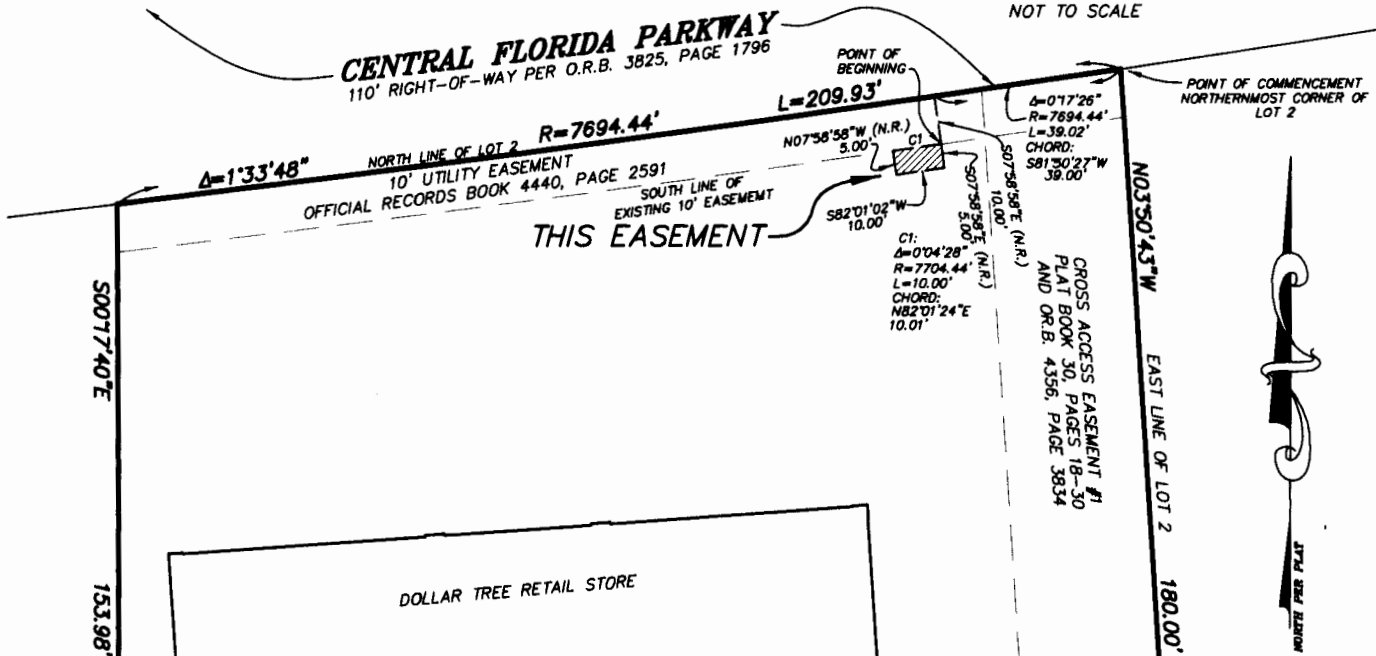 NOT TO SCALE
CENTRAL FLORIDA PARKWAY
110' RIGHT-OF-WAY PER O.R.B. 3825, PAGE 1796
POINT OF
BEGINNING
POINT OF COMMENCEMENT
NORTHERNMOST CORNER OF
LOT 2
Δ=1°33'48"
R=7694.44'
L=209.93'
NORTH LINE OF LOT 2
10' UTILITY EASEMENT
OFFICIAL RECORDS BOOK 4440, PAGE 2591
SOUTH LINE OF
EXISTING 10' EASEMEMT
THIS EASEMENT
N07°58'58"W (N.R.)
5.00'
C1
S82°01'02"W
10.00'
S07°58'58"E (N.R.)
5.00'
S07°58'58"E (N.R.)
10.00'
Δ=0°17'26"
R=7694.44'
L=39.02'
CHORD:
S81°50'27"W
39.00'
C1:
Δ=0°04'28"
R=7704.44'
L=10.00'
CHORD:
N82°01'24"E
10.01'
CROSS ACCESS EASEMENT #1
PLAT BOOK 30, PAGES 18-30
AND OR.B. 4356, PAGE 3834
N03°50'43"W
EAST LINE OF LOT 2
180.00'
S00°17'40"E
153.98'
DOLLAR TREE RETAIL STORE
NORTH PER PLAT